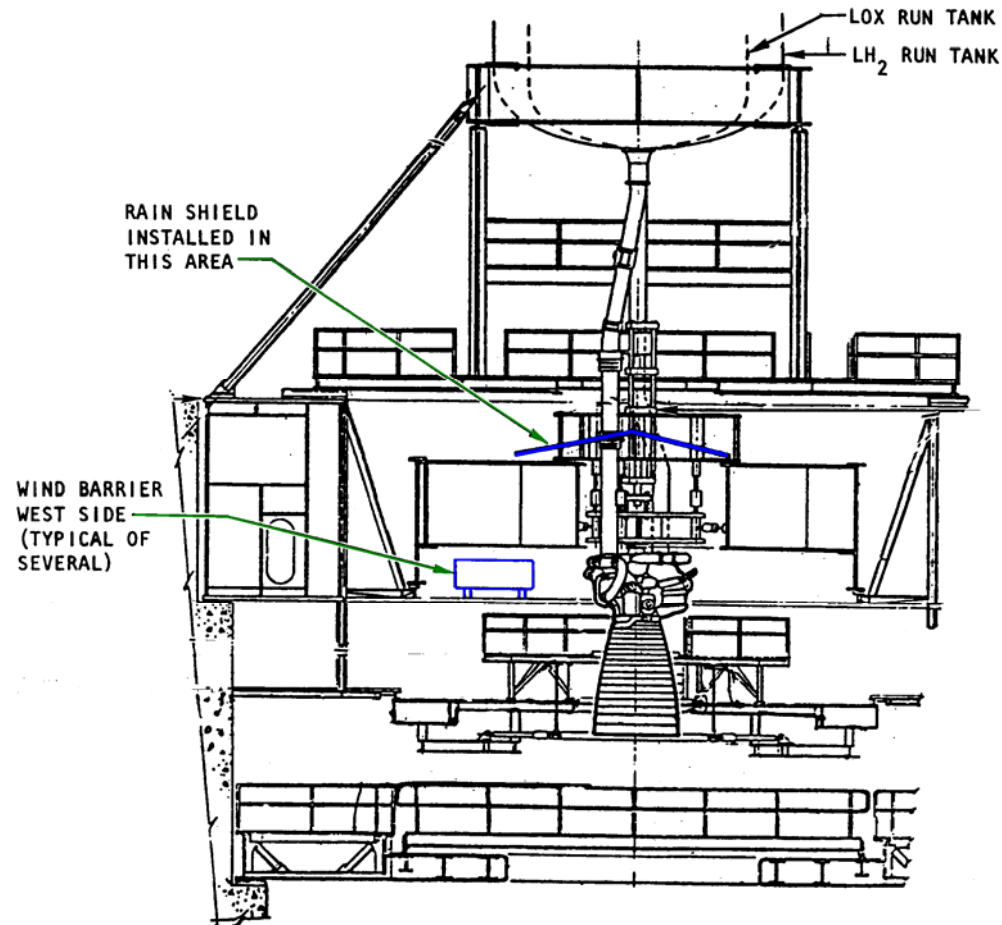 LOX RUN TANK
LH₂ RUN TANK
RAIN SHIELD
INSTALLED IN
THIS AREA
WIND BARRIER
WEST SIDE
(TYPICAL OF
SEVERAL)